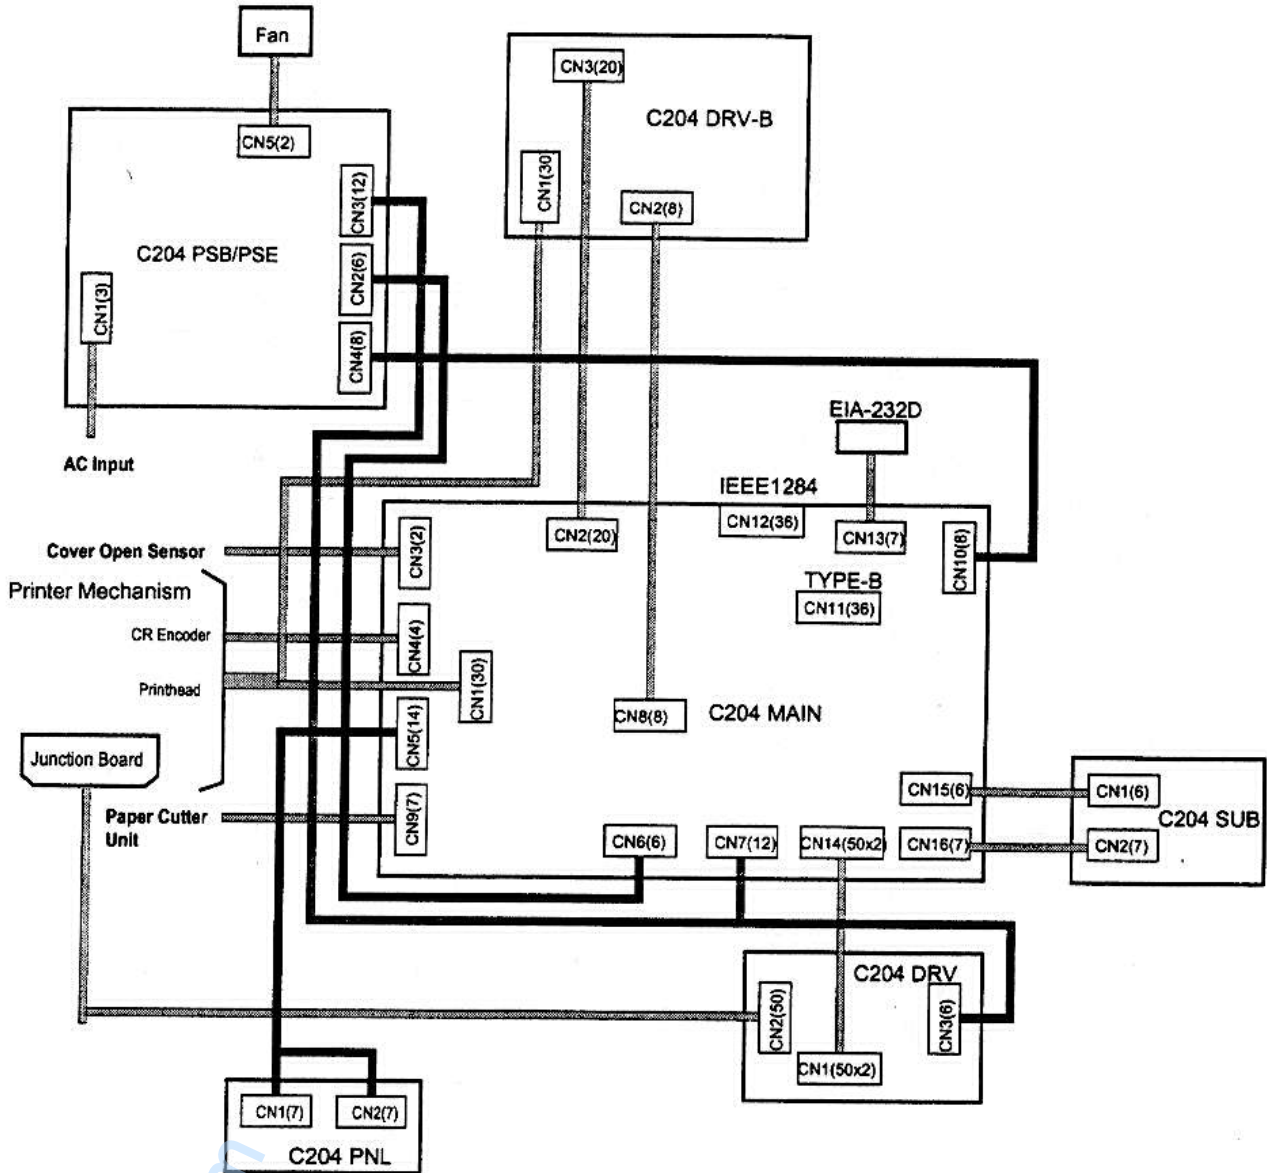 Fan
CN5(2)
CN3(12)
CN2(6)
CN4(8)
C204 PSB/PSE
CN1(3)
AC Input
CN3(20)
C204 DRV-B
CN1(30
CN2(8)
EIA-232D
IEEE1284
CN12(36)
CN13(7)
CN2(20)
CN10(8)
TYPE-B
CN11(36)
Cover Open Sensor
CN3(2)
Printer Mechanism
CR Encoder
CN4(4)
Printhead
CN1(30)
CN5(14)
CN8(8)
C204 MAIN
Junction Board
Paper Cutter
Unit
CN9(7)
CN6(6)
CN7(12)
CN14(50x2)
CN15(6)
CN16(7)
CN1(6)
C204 SUB
CN2(7)
C204 DRV
CN2(50)
CN3(6)
CN1(50x2)
CN1(7)
CN2(7)
C204 PNL